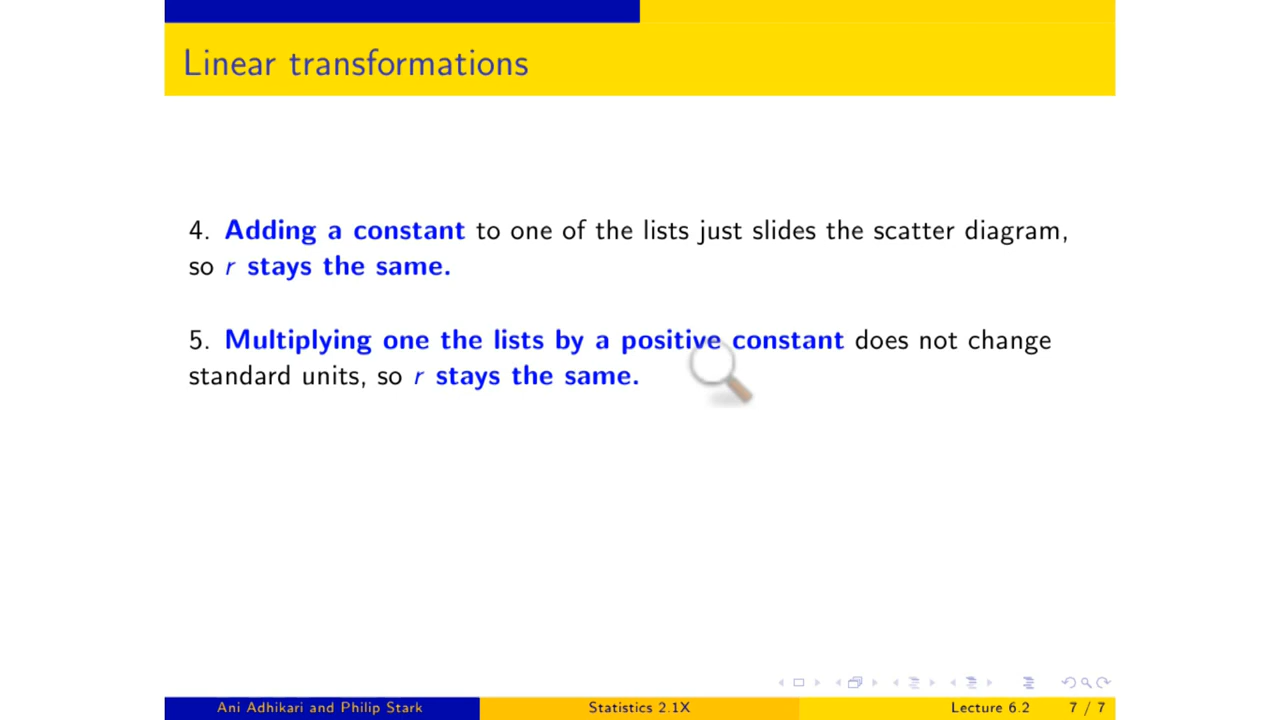 Linear transformations
4. Adding a constant to one of the lists just slides the scatter diagram,
so r stays the same.
5. Multiplying one the lists by a positive constant does not change
standard units, so r stays the same.
Ani Adhikari and Philip Stark Statistics 2.1X Lecture 6.2 7 / 7